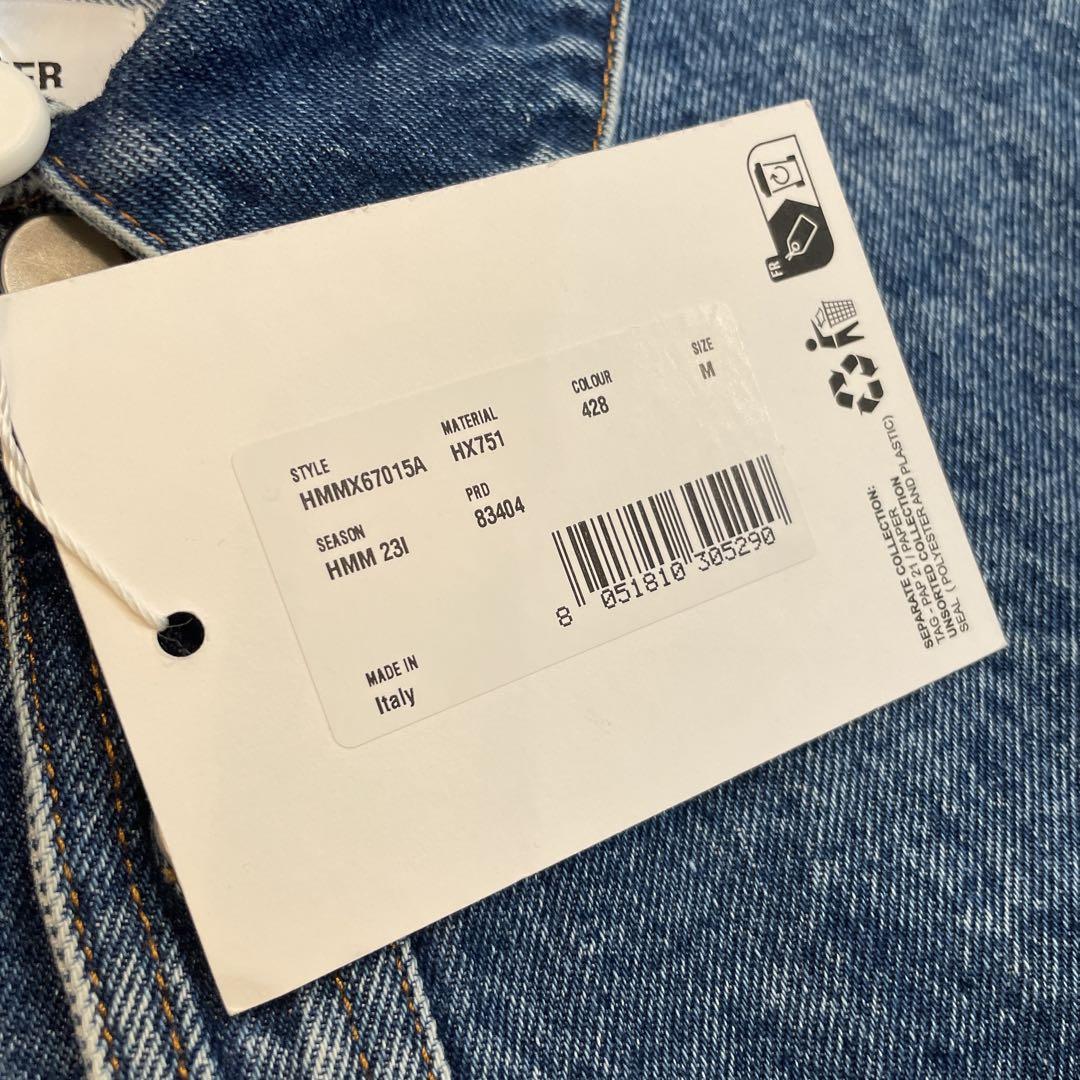 ER
STYLE
HMMX67015A
MATERIAL
HX751
COLOUR
428
SIZE
M
SEASON
HMM 23I
PRD
83404
8 051810 305290
MADE IN
Italy
FR
SEPARATE COLLECTION:
TAG - PAP 21 / PAPER
UNSORTED COLLECTION
SEAL (POLYESTER AND PLASTIC)